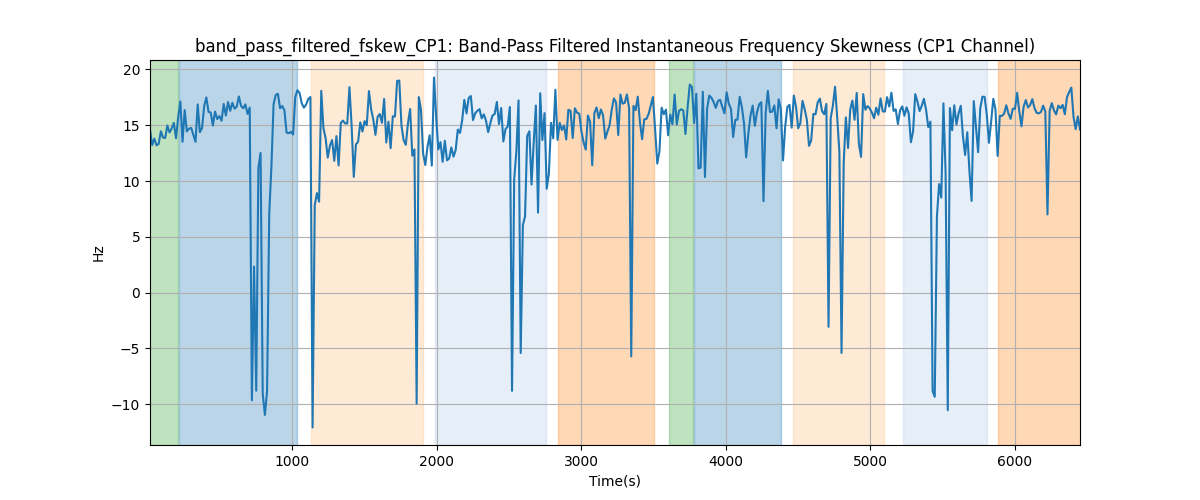 band_pass_filtered_fskew_CP1: Band-Pass Filtered Instantaneous Frequency Skewness (CP1 Channel)
20
15
10
5
0
−5
−10
Hz
1000 2000 3000 4000 5000 6000
Time(s)